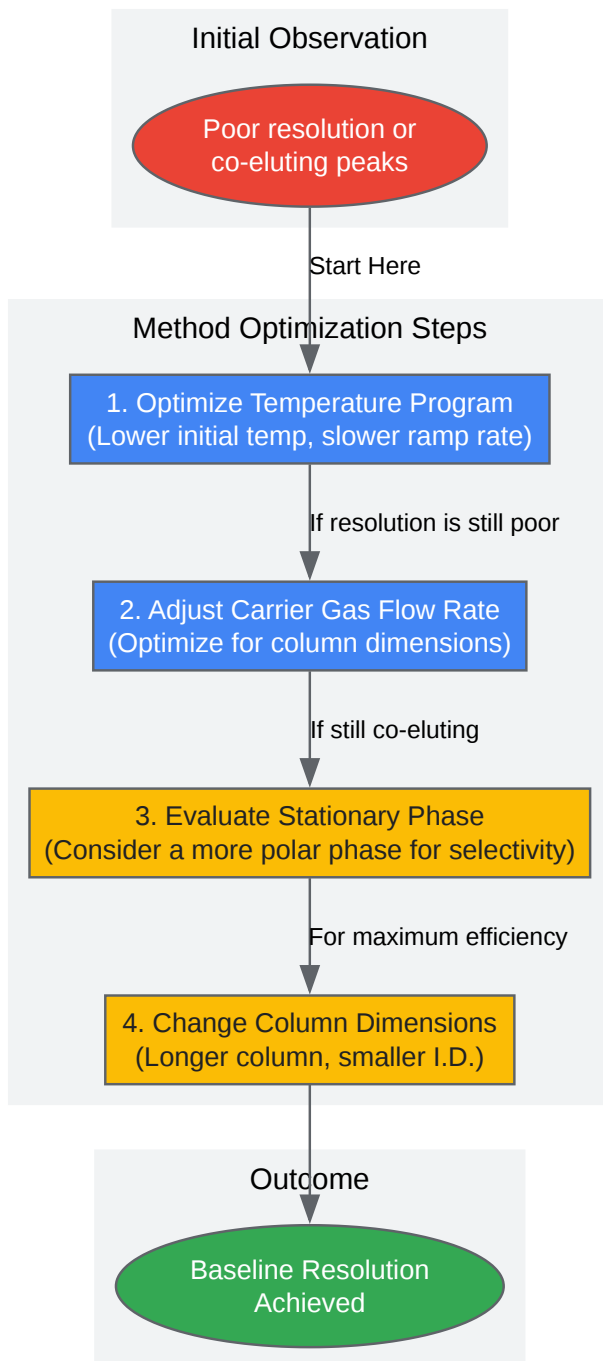 Initial Observation
Poor resolution or
co-eluting peaks
Start Here
Method Optimization Steps
1. Optimize Temperature Program
(Lower initial temp, slower ramp rate)
If resolution is still poor
2. Adjust Carrier Gas Flow Rate
(Optimize for column dimensions)
If still co-eluting
3. Evaluate Stationary Phase
(Consider a more polar phase for selectivity)
For maximum efficiency
4. Change Column Dimensions
(Longer column, smaller I.D.)
Outcome
Baseline Resolution
Achieved